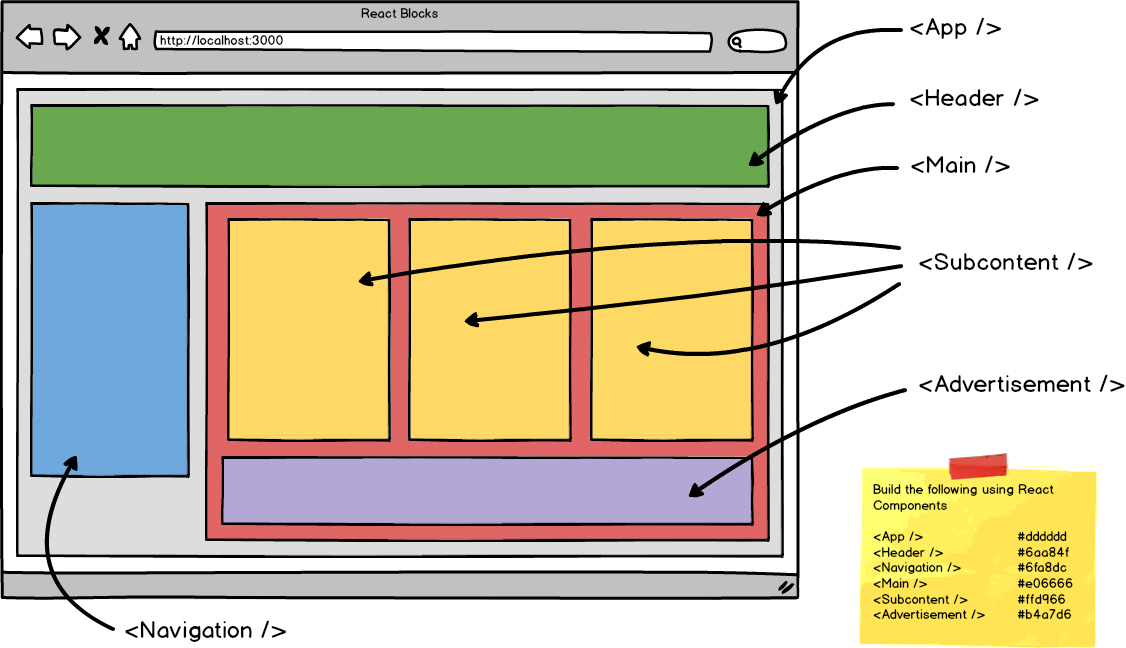 React Blocks
http://localhost:3000
<App />
<Header />
<Main />
<Subcontent />
<Advertisement />
<Navigation />
Build the following using React
Components
<App /> #dddddd
<Header /> #6aa84f
<Navigation /> #6fa8dc
<Main /> #e06666
<Subcontent /> #ffd966
<Advertisement /> #b4a7d6